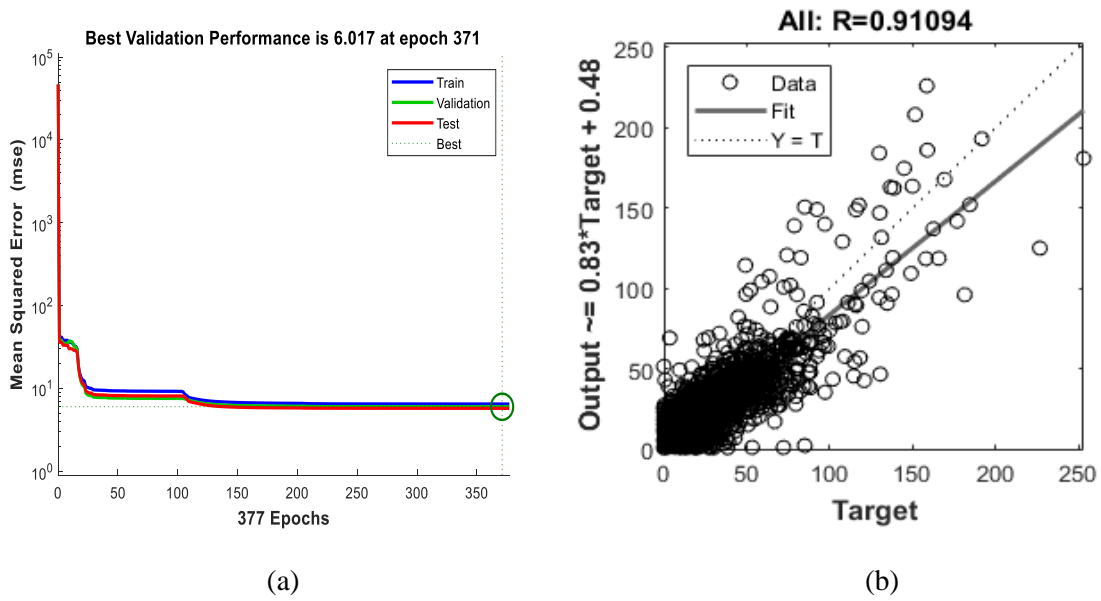 Best Validation Performance is 6.017 at epoch 371
Mean Squared Error (mse)
10^5
10^4
10^3
10^2
10^1
10^0
Train
Validation
Test
Best
0 50 100 150 200 250 300 350
377 Epochs
(a)
All: R=0.91094
Output ~= 0.83*Target + 0.48
250
200
150
100
50
0
Data
Fit
Y = T
0 50 100 150 200 250
Target
(b)